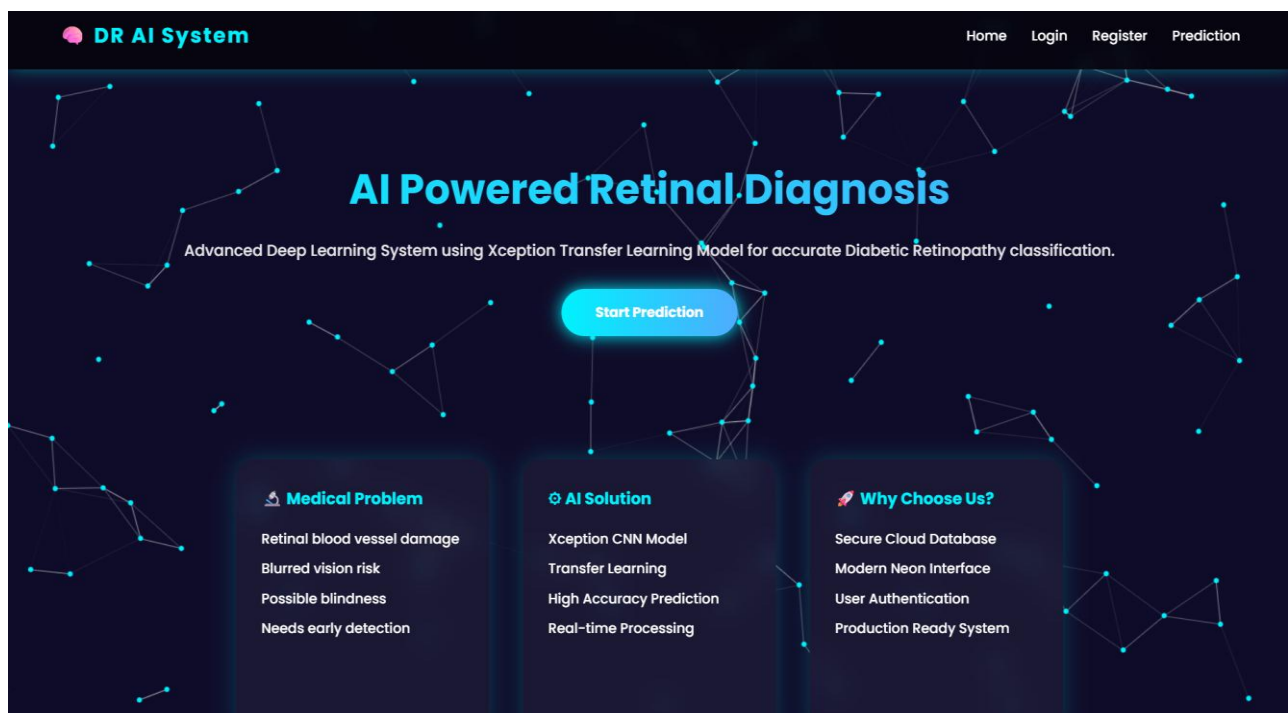 🧠 DR AI System
Home Login Register Prediction
AI Powered Retinal Diagnosis
Advanced Deep Learning System using Xception Transfer Learning Model for accurate Diabetic Retinopathy classification.
Start Prediction
🔬 Medical Problem
Retinal blood vessel damage
Blurred vision risk
Possible blindness
Needs early detection
⚙ AI Solution
Xception CNN Model
Transfer Learning
High Accuracy Prediction
Real-time Processing
🚀 Why Choose Us?
Secure Cloud Database
Modern Neon Interface
User Authentication
Production Ready System